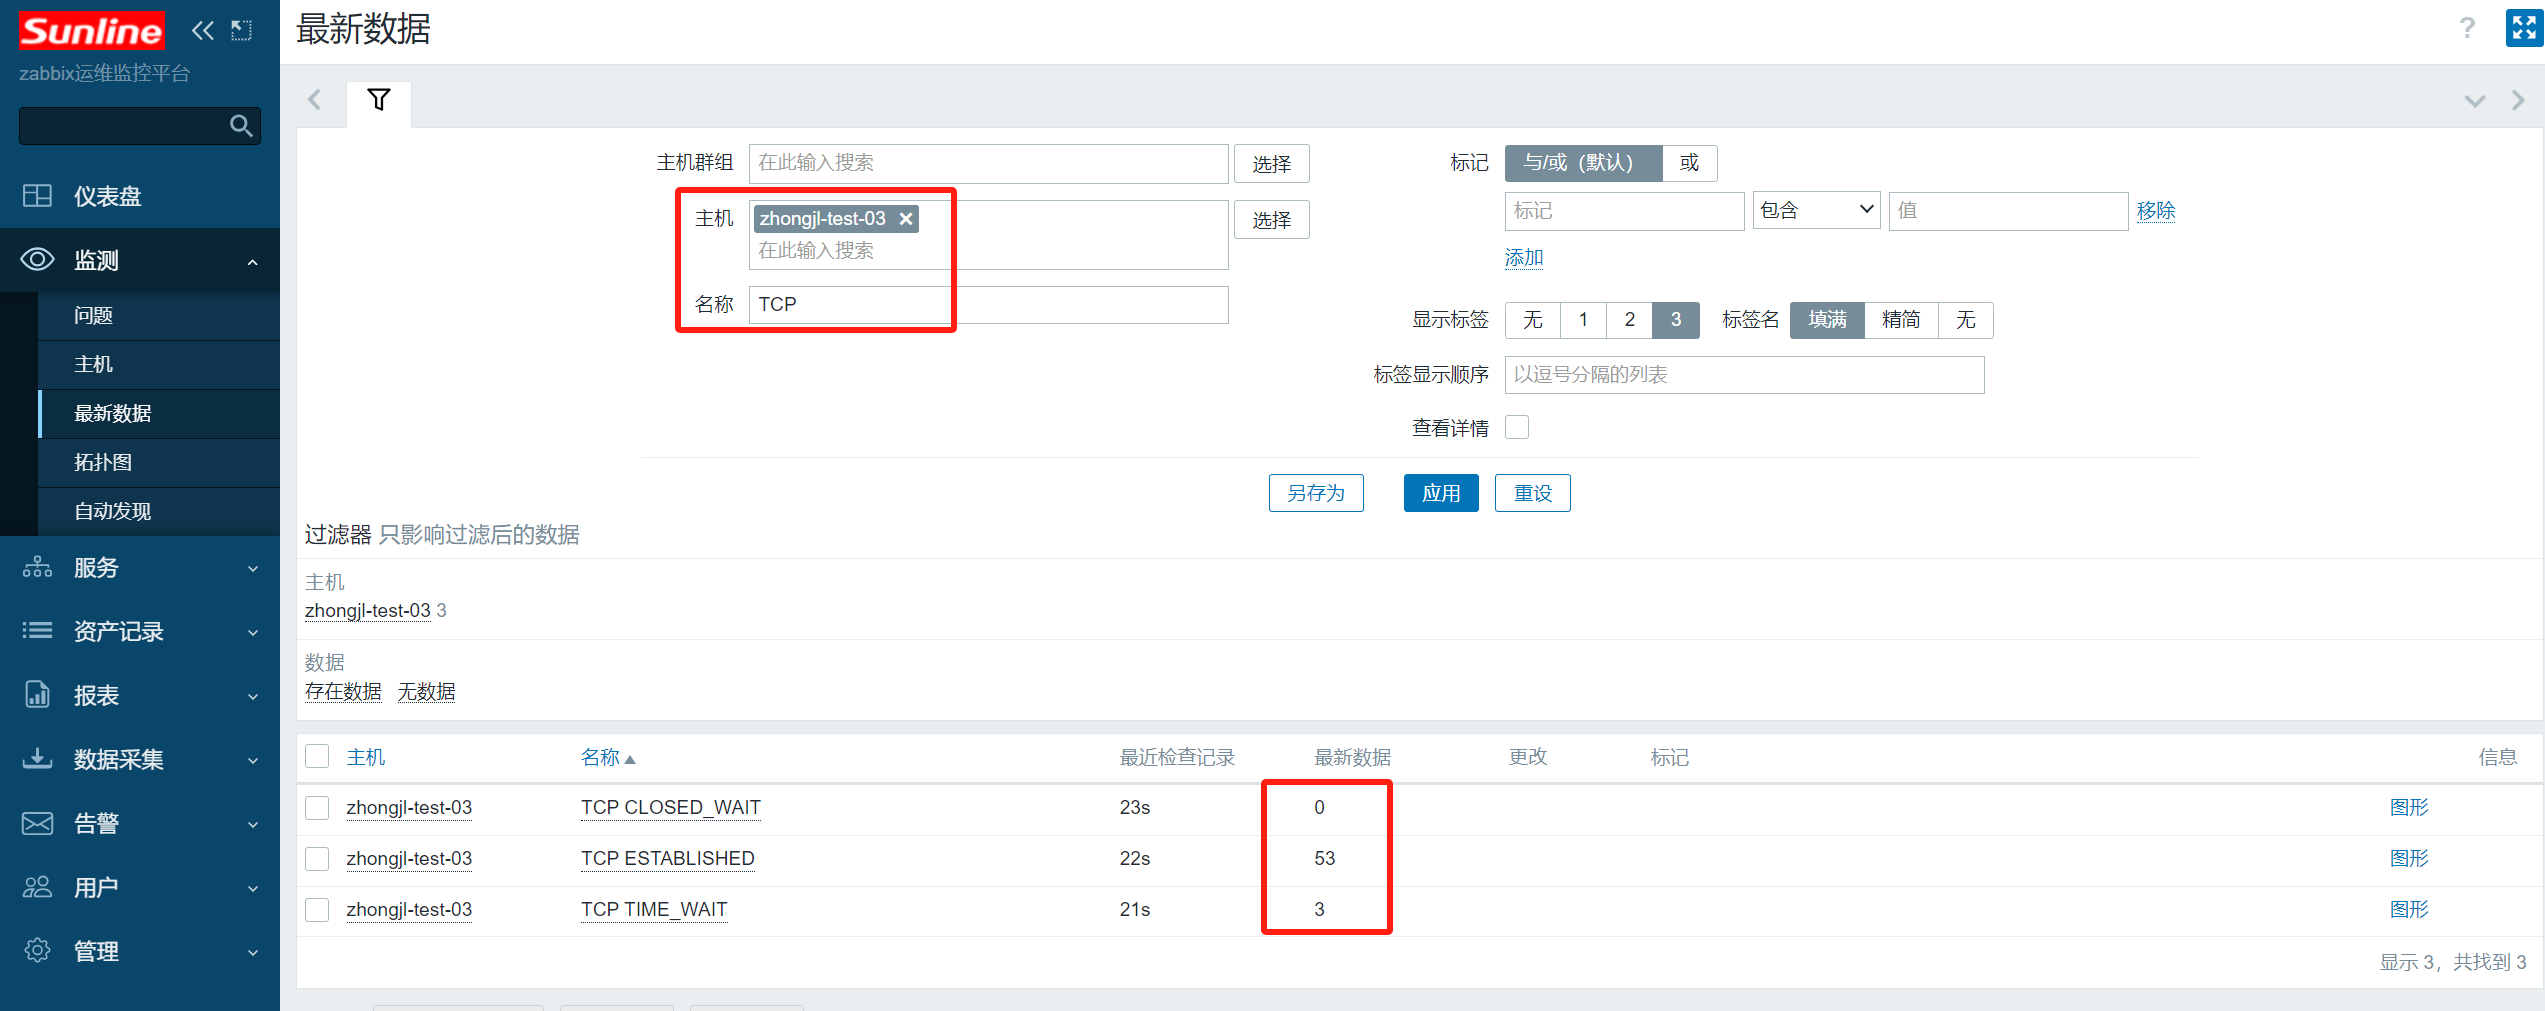 Sunline
zabbix运维监控平台
仪表盘
监测
问题
主机
最新数据
拓扑图
自动发现
服务
资产记录
报表
数据采集
告警
用户
管理
最新数据
?
主机群组 在此输入搜索 选择
主机 zhongjl-test-03 选择
在此输入搜索
名称 TCP
标记 与/或（默认） 或
标记 包含 值 移除
添加
显示标签 无 1 2 3 标签名 填满 精简 无
标签显示顺序 以逗号分隔的列表
查看详情
另存为 应用 重设
过滤器 只影响过滤后的数据
主机
zhongjl-test-03 3
数据
存在数据 无数据
主机 名称 最近检查记录 最新数据 更改 标记 信息
zhongjl-test-03 TCP CLOSED_WAIT 23s 0 图形
zhongjl-test-03 TCP ESTABLISHED 22s 53 图形
zhongjl-test-03 TCP TIME_WAIT 21s 3 图形
显示 3，共找到 3